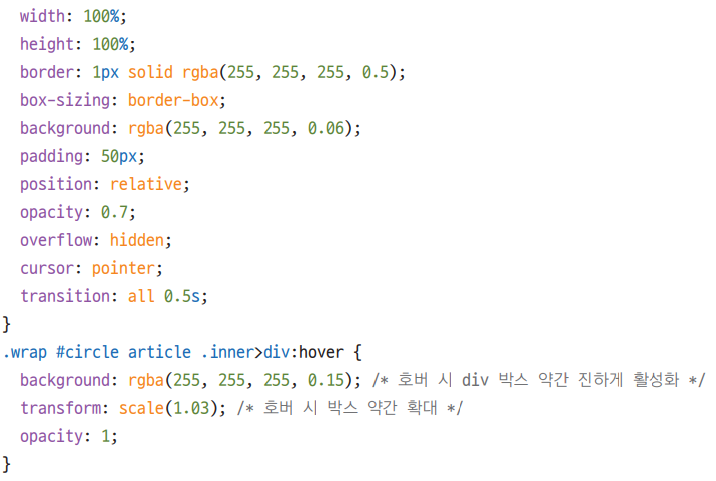 width: 100%;
height: 100%;
border: 1px solid rgba(255, 255, 255, 0.5);
box-sizing: border-box;
background: rgba(255, 255, 255, 0.06);
padding: 50px;
position: relative;
opacity: 0.7;
overflow: hidden;
cursor: pointer;
transition: all 0.5s;
}
.wrap #circle article .inner>div:hover {
background: rgba(255, 255, 255, 0.15); /* 호버 시 div 박스 약간 진하게 활성화 */
transform: scale(1.03); /* 호버 시 박스 약간 확대 */
opacity: 1;
}